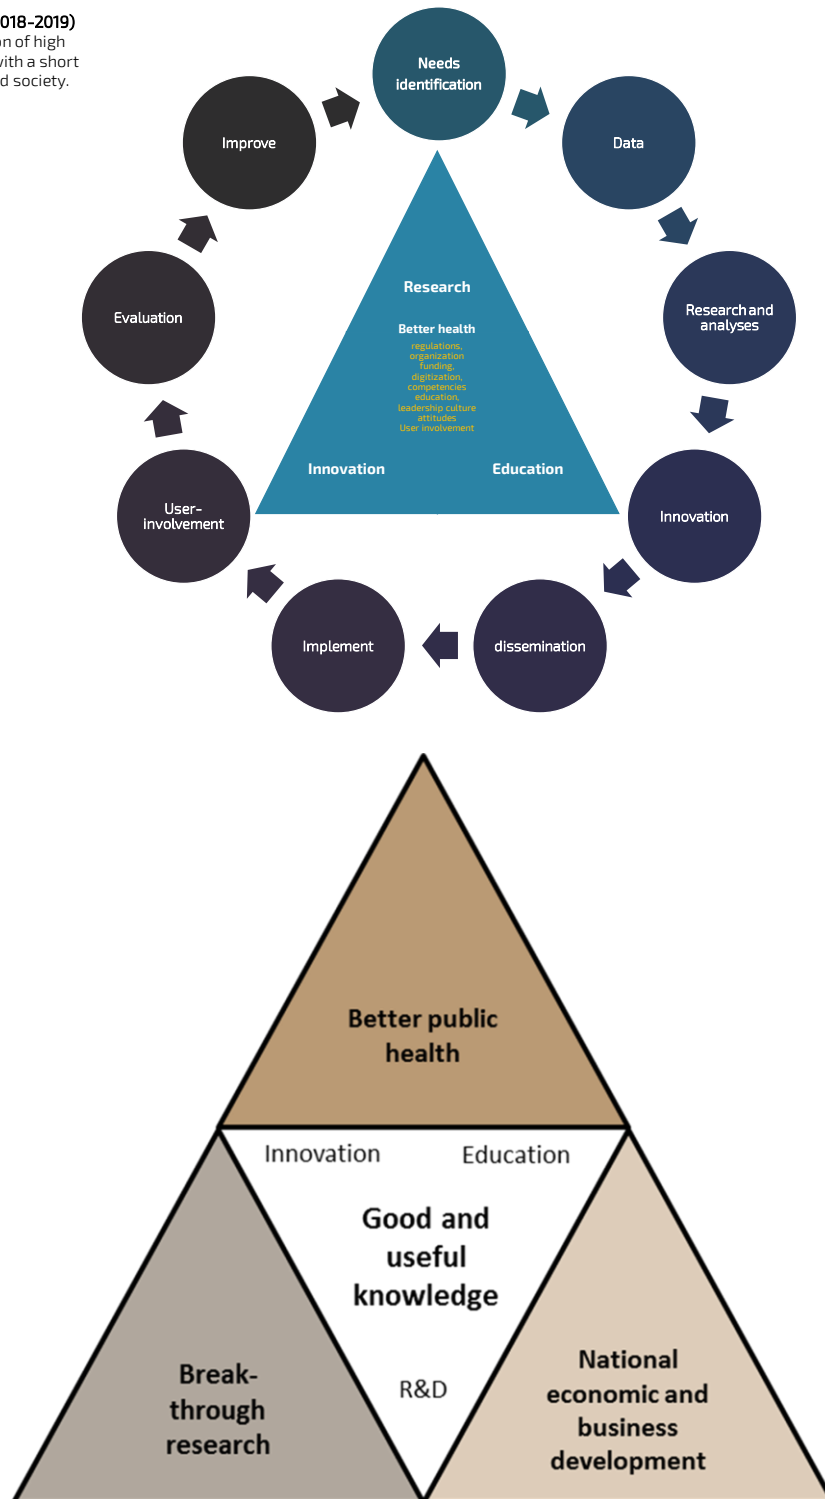 018-2019)
on of high
with a short
d society.
Needs
identification
Improve
Data
Evaluation
Research and
analyses
Research
Better health
regulations,
organization
funding,
digitization,
competencies
education,
leadership culture
attitudes
User involvement
Innovation
Education
User-
involvement
Innovation
Implement
dissemination
Better public
health
Innovation
Education
Good and
useful
knowledge
R&D
Break-
through
research
National
economic and
business
development